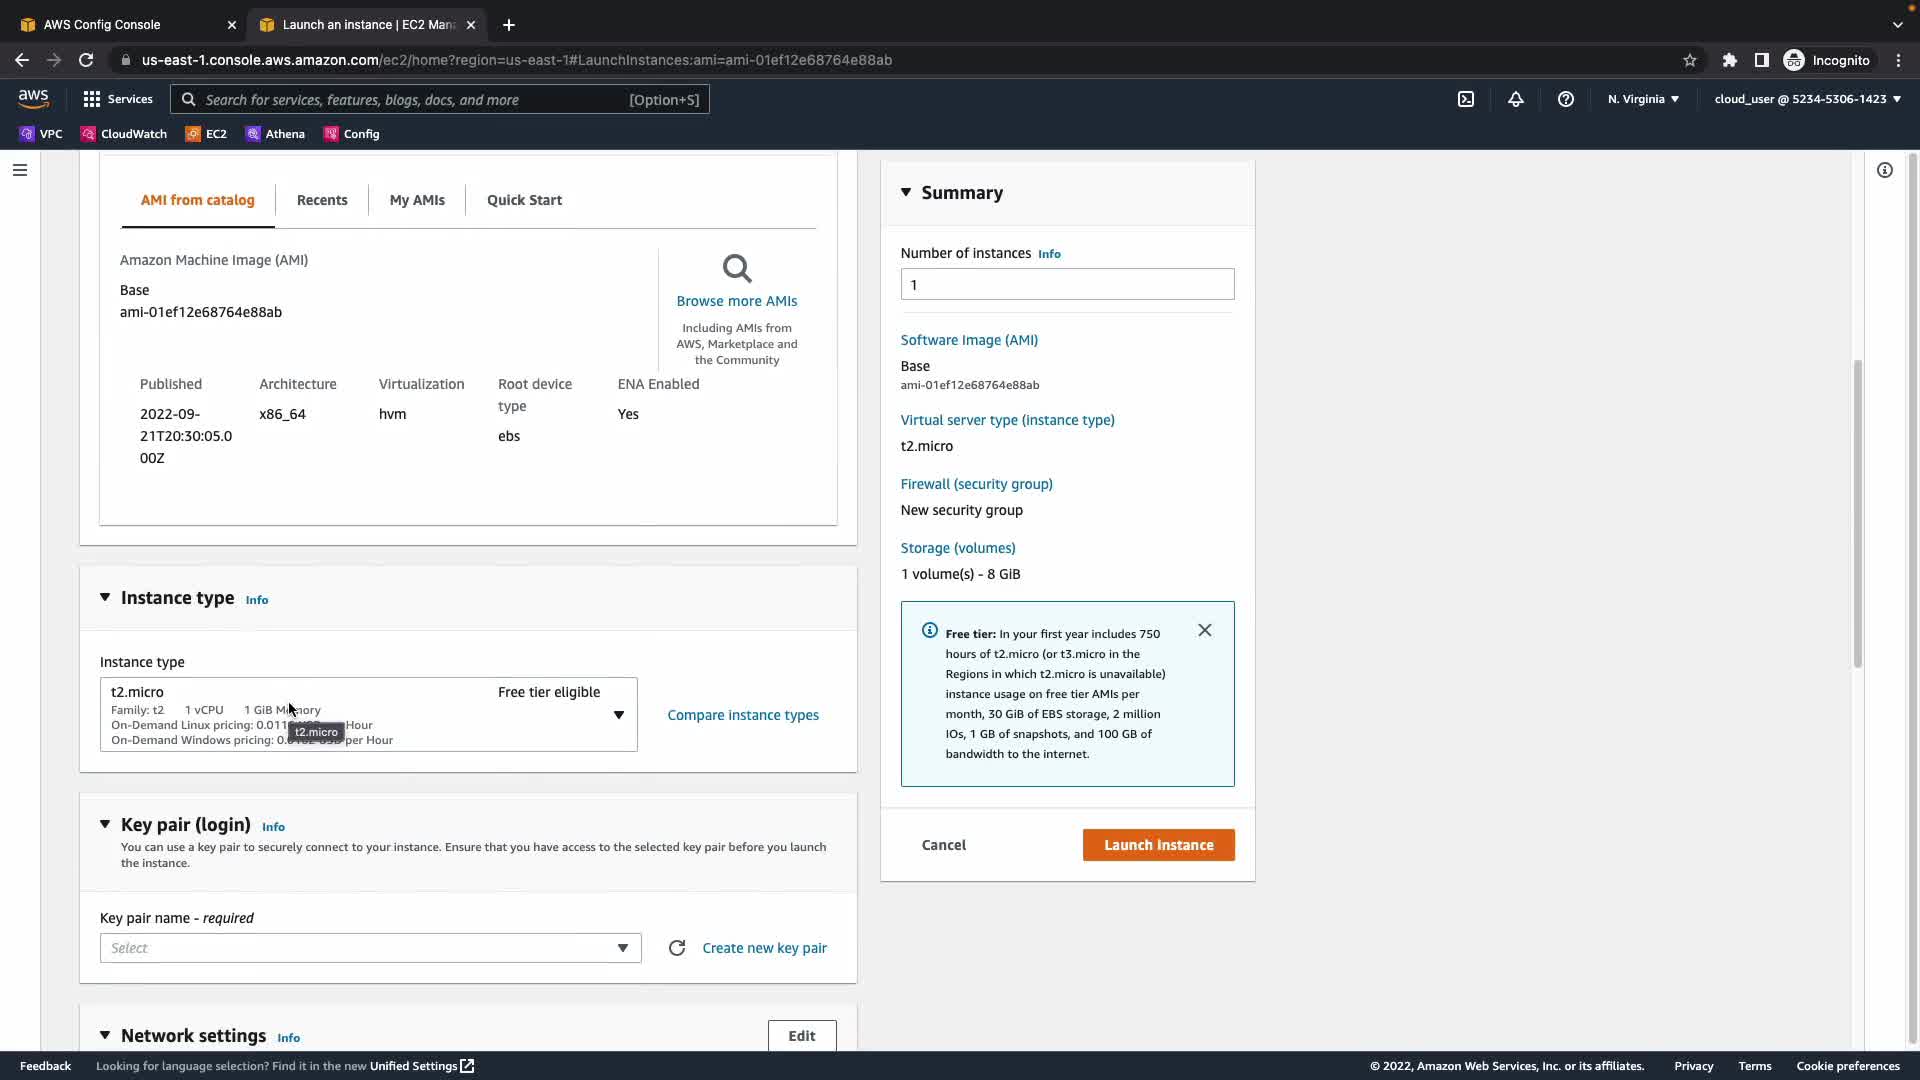 AWS Config Console
Launch an instance | EC2 Man
us-east-1.console.aws.amazon.com/ec2/home?region=us-east-1#LaunchInstances:ami=ami-01ef12e68764e88ab
Incognito
aws
Services
Search for services, features, blogs, docs, and more
[Option+S]
N. Virginia
cloud_user @ 5234-5306-1423
VPC
CloudWatch
EC2
Athena
Config
AMI from catalog
Recents
My AMIs
Quick Start
Amazon Machine Image (AMI)
Base
ami-01ef12e68764e88ab
Browse more AMIs
Including AMIs from
AWS, Marketplace and
the Community
Published
Architecture
Virtualization
Root device
type
ENA Enabled
2022-09-
21T20:30:05.0
00Z
x86_64
hvm
ebs
Yes
Instance type Info
Instance type
t2.micro
Free tier eligible
Family: t2 1 vCPU 1 GiB Memory
On-Demand Linux pricing: 0.011 Hour
On-Demand Windows pricing: per Hour
t2.micro
Compare instance types
Key pair (login) Info
You can use a key pair to securely connect to your instance. Ensure that you have access to the selected key pair before you launch
the instance.
Key pair name - required
Select
Create new key pair
Network settings Info
Edit
Summary
Number of instances Info
1
Software Image (AMI)
Base
ami-01ef12e68764e88ab
Virtual server type (instance type)
t2.micro
Firewall (security group)
New security group
Storage (volumes)
1 volume(s) - 8 GiB
Free tier: In your first year includes 750
hours of t2.micro (or t3.micro in the
Regions in which t2.micro is unavailable)
instance usage on free tier AMIs per
month, 30 GiB of EBS storage, 2 million
IOs, 1 GB of snapshots, and 100 GB of
bandwidth to the internet.
Cancel
Launch instance
Feedback
Looking for language selection? Find it in the new Unified Settings
© 2022, Amazon Web Services, Inc. or its affiliates.
Privacy
Terms
Cookie preferences